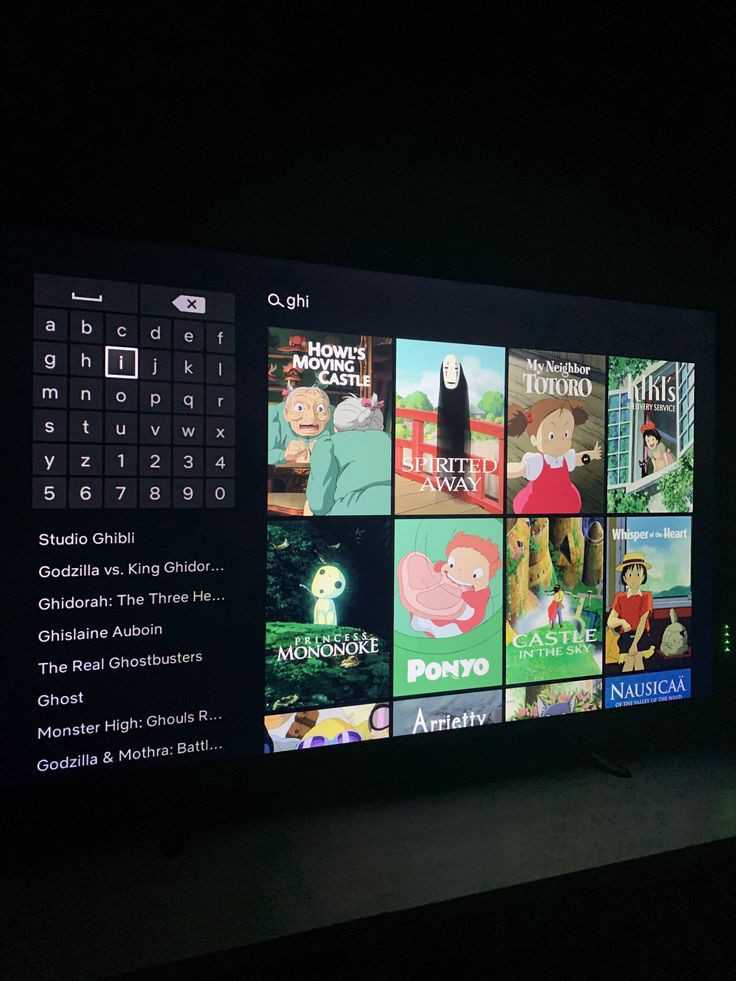 ghi
a b c d e f
g h i j k l
m n o p q r
s t u v w x
y z 1 2 3 4
5 6 7 8 9 0
Studio Ghibli
Godzilla vs. King Ghidor...
Ghidorah: The Three He...
Ghislaine Auboin
The Real Ghostbusters
Ghost
Monster High: Ghouls R...
Godzilla & Mothra: Battl...
HOWL'S
MOVING
CASTLE
SPIRITED
AWAY
My Neighbor
TOTORO
KIKI'S
DELIVERY SERVICE
PRINCESS
MONONOKE
PONYO
CASTLE
IN THE SKY
Whisper of the Heart
Arrietty
NAUSICAÄ
OF THE VALLEY OF THE WIND